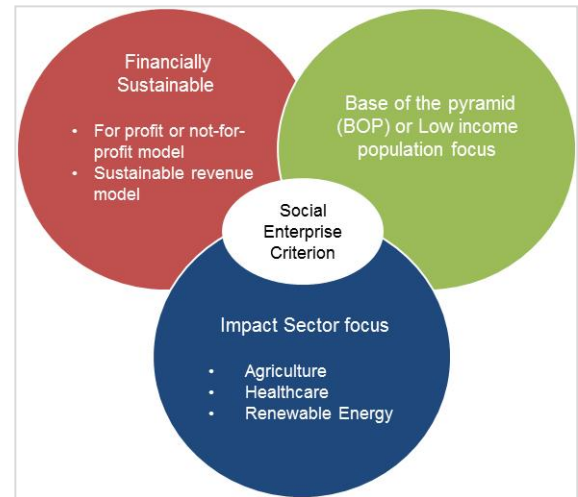 Financially
Sustainable
• For profit or not-for-
profit model
• Sustainable revenue
model
Base of the pyramid
(BOP) or Low income
population focus
Social
Enterprise
Criterion
Impact Sector focus
• Agriculture
• Healthcare
• Renewable Energy